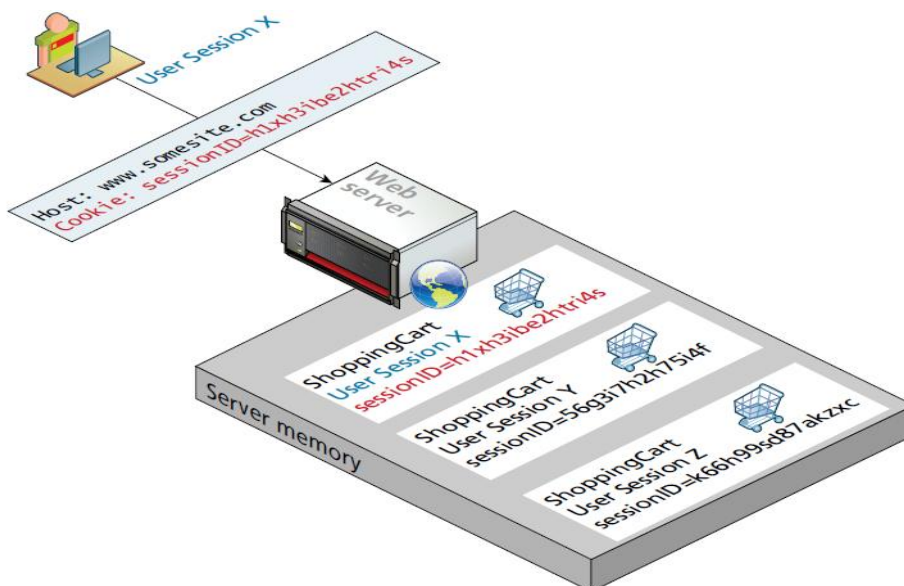 User Session X
Host: www.somesite.com
Cookie: sessionID=h1xh3ibe2htri4s
Web
server
ShoppingCart
User Session X
sessionID=h1xh3ibe2htri4s
ShoppingCart
User Session Y
sessionID=56g3i7h2h75i4f
ShoppingCart
User Session Z
sessionID=k66h99sd87akzxc
Server memory